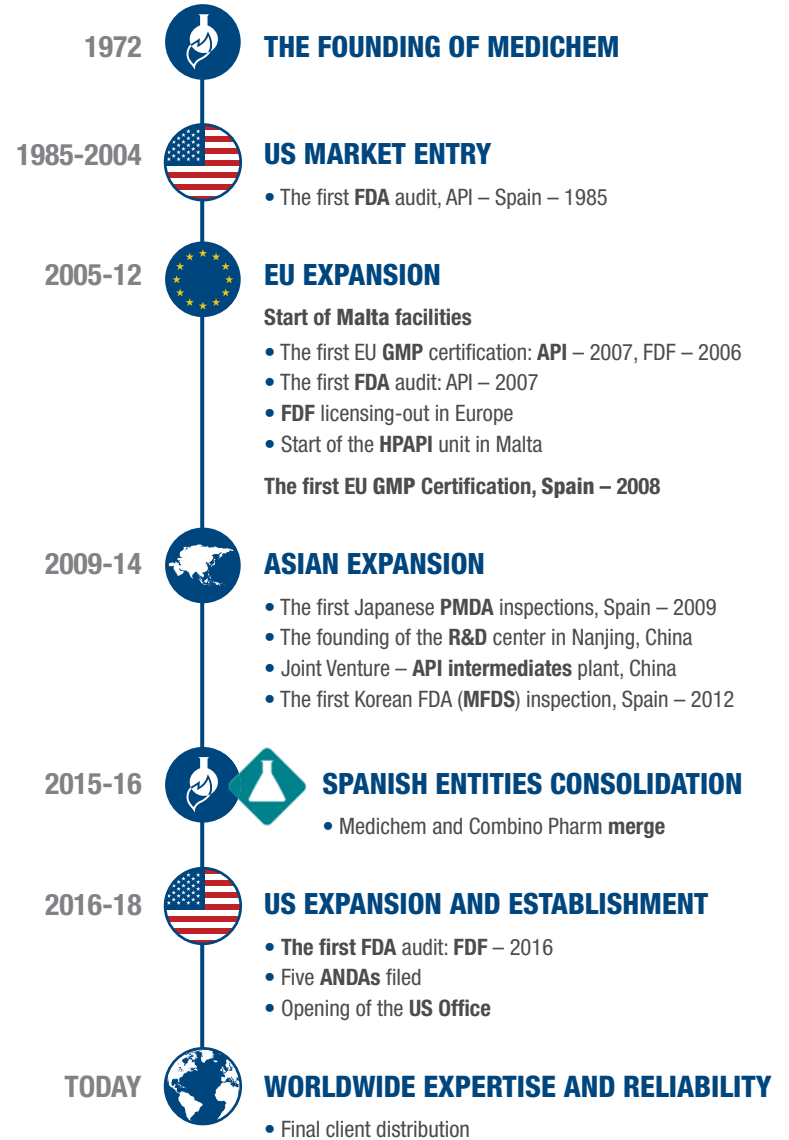 1972 THE FOUNDING OF MEDICHEM
1985-2004 US MARKET ENTRY
• The first FDA audit, API – Spain – 1985
2005-12 EU EXPANSION
Start of Malta facilities
• The first EU GMP certification: API – 2007, FDF – 2006
• The first FDA audit: API – 2007
• FDF licensing-out in Europe
• Start of the HPAPI unit in Malta
The first EU GMP Certification, Spain – 2008
2009-14 ASIAN EXPANSION
• The first Japanese PMDA inspections, Spain – 2009
• The founding of the R&D center in Nanjing, China
• Joint Venture – API intermediates plant, China
• The first Korean FDA (MFDS) inspection, Spain – 2012
2015-16 SPANISH ENTITIES CONSOLIDATION
• Medichem and Combino Pharm merge
2016-18 US EXPANSION AND ESTABLISHMENT
• The first FDA audit: FDF – 2016
• Five ANDAs filed
• Opening of the US Office
TODAY WORLDWIDE EXPERTISE AND RELIABILITY
• Final client distribution